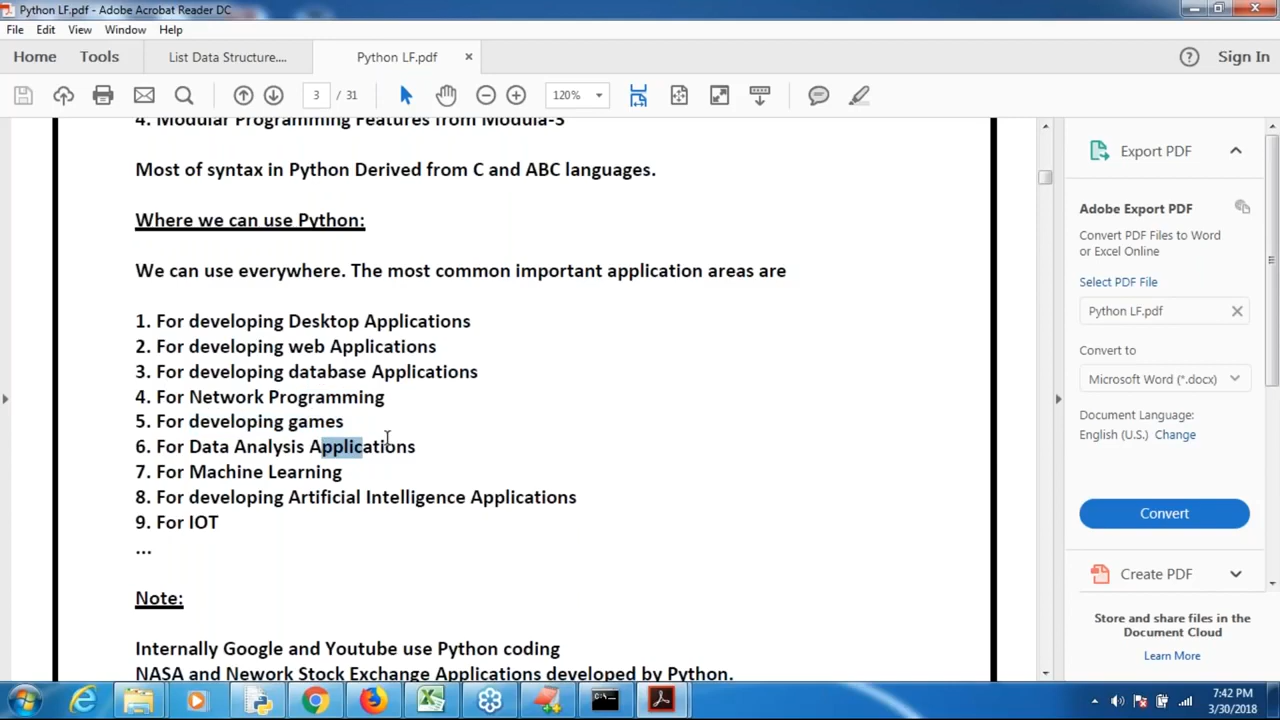 Python LF.pdf - Adobe Acrobat Reader DC
File Edit View Window Help
Home Tools List Data Structure.... Python LF.pdf × ? Sign In
3 / 31 120%
4. Modular Programming Features from Modula-3
Most of syntax in Python Derived from C and ABC languages.
Where we can use Python:
We can use everywhere. The most common important application areas are
1. For developing Desktop Applications
2. For developing web Applications
3. For developing database Applications
4. For Network Programming
5. For developing games
6. For Data Analysis Applications
7. For Machine Learning
8. For developing Artificial Intelligence Applications
9. For IOT
...
Note:
Internally Google and Youtube use Python coding
NASA and Nework Stock Exchange Applications developed by Python.
Export PDF
Adobe Export PDF
Convert PDF Files to Word
or Excel Online
Select PDF File
Python LF.pdf
Convert to
Microsoft Word (*.docx)
Document Language:
English (U.S.) Change
Convert
Create PDF
Store and share files in the
Document Cloud
Learn More
7:42 PM
3/30/2018